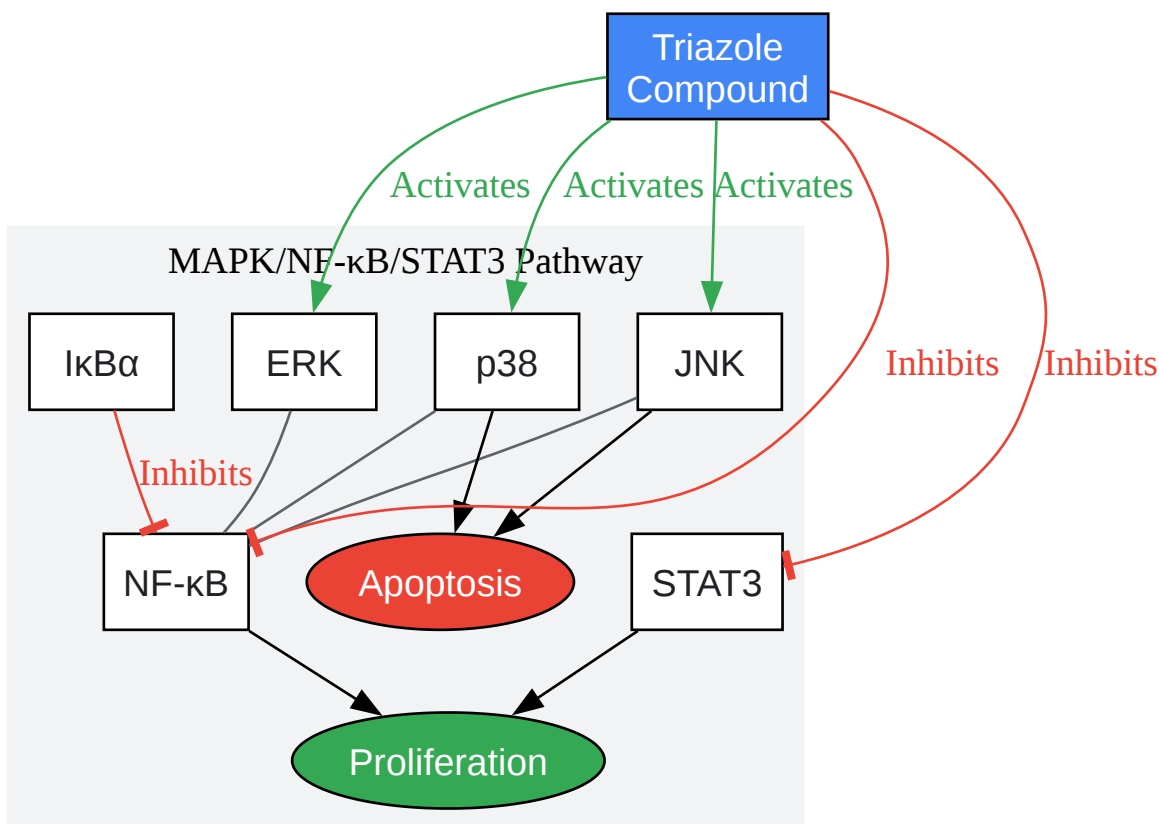 Triazole
Compound
Activates
Activates
Activates
MAPK/NF-κB/STAT3 Pathway
IκBα
ERK
p38
JNK
Inhibits
Inhibits
Inhibits
NF-κB
Apoptosis
STAT3
Proliferation